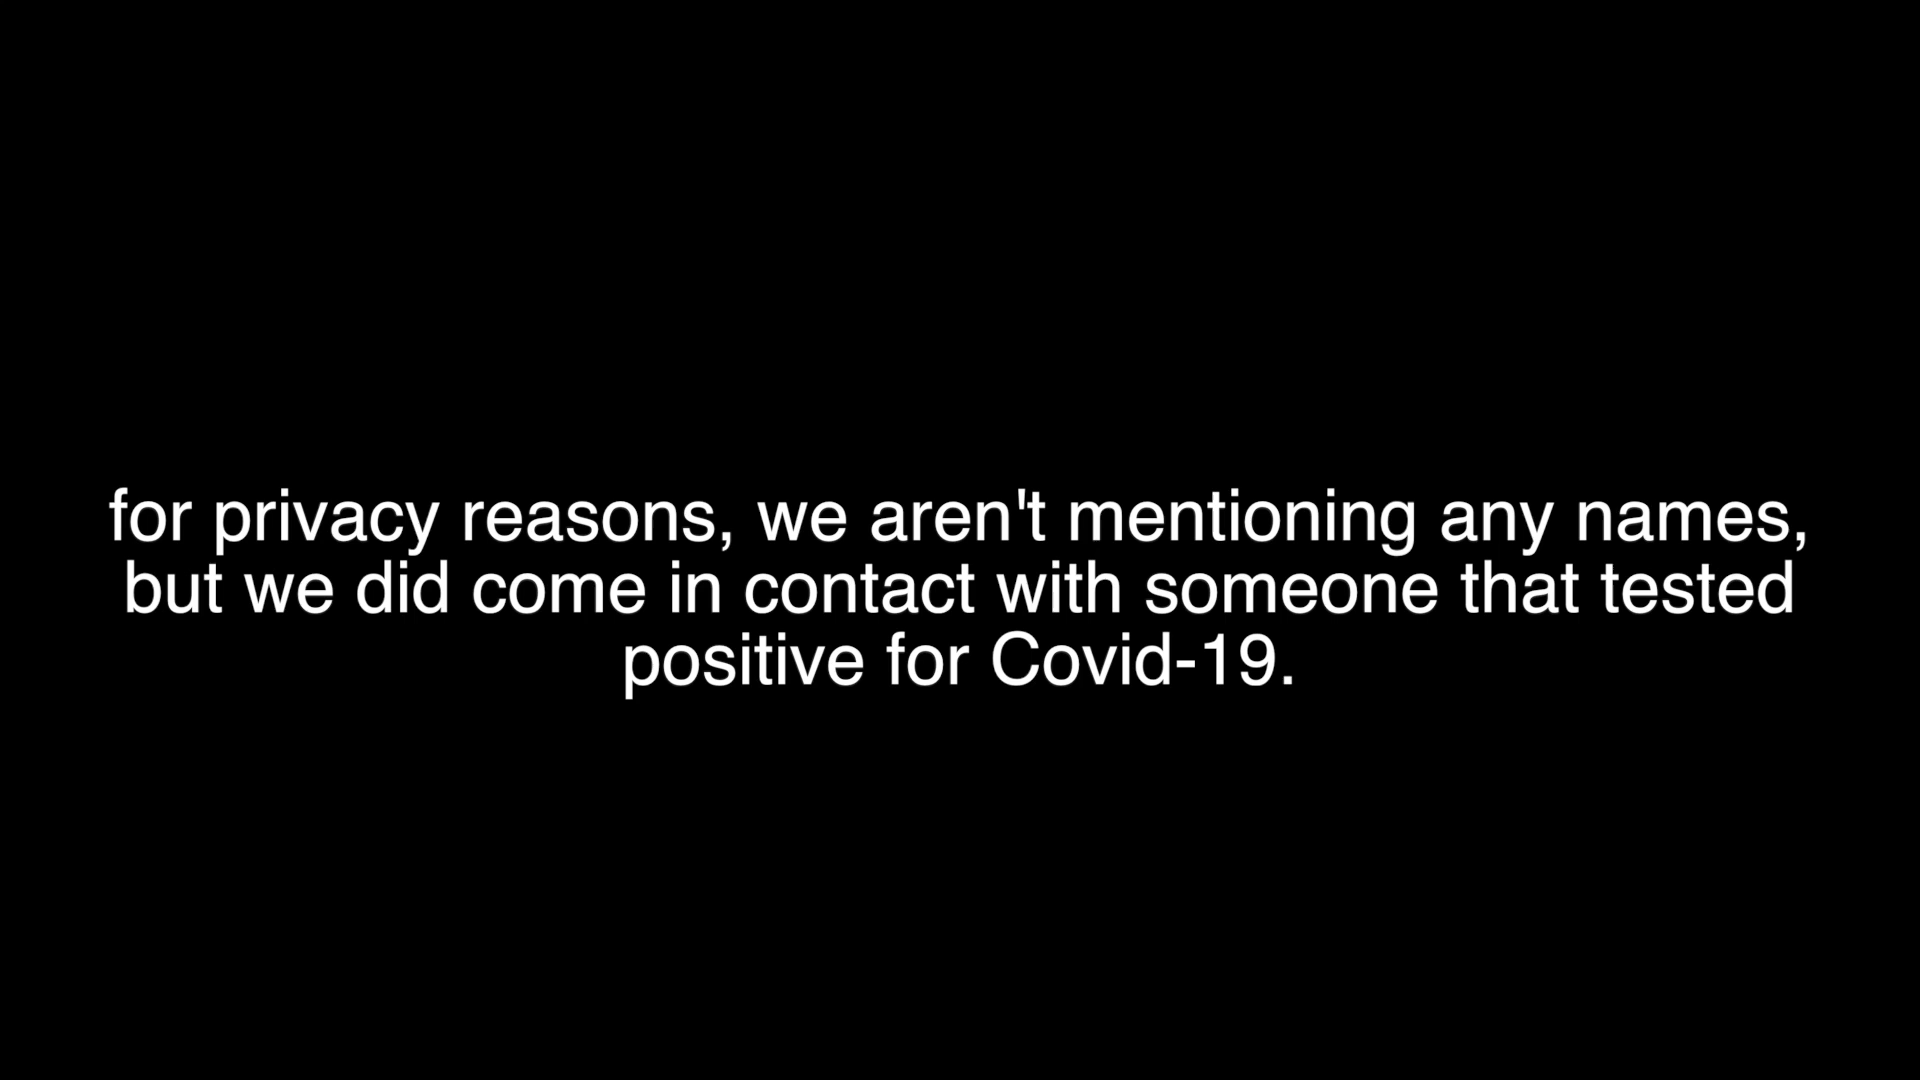 for privacy reasons, we aren't mentioning any names,
but we did come in contact with someone that tested
positive for Covid-19.